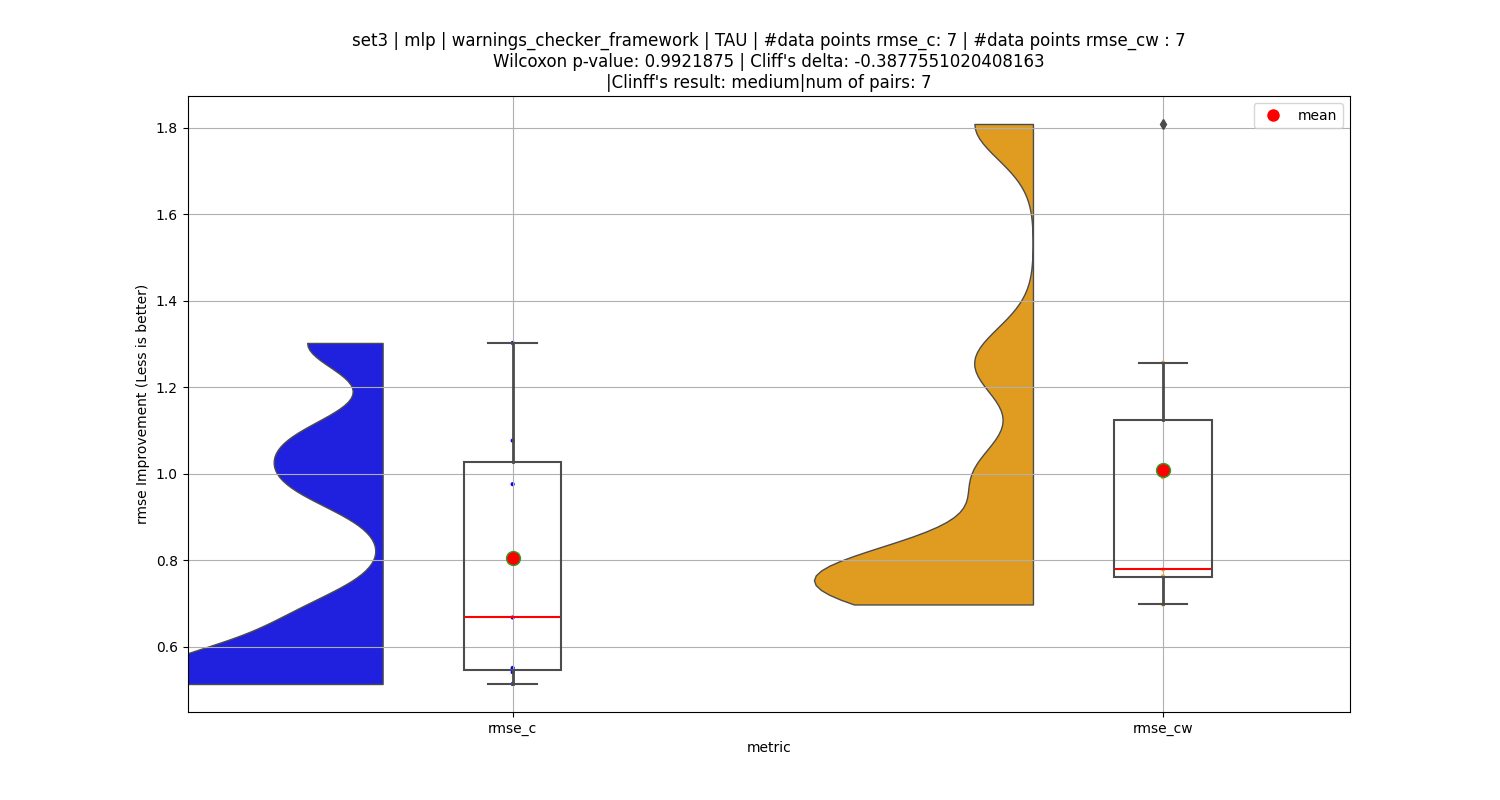 set3 | mlp | warnings_checker_framework | TAU | #data points rmse_c: 7 | #data points rmse_cw : 7
Wilcoxon p-value: 0.9921875 | Cliff's delta: -0.3877551020408163
|Clinff's result: medium|num of pairs: 7
mean
rmse Improvement (Less is better)
1.8
1.6
1.4
1.2
1.0
0.8
0.6
rmse_c
rmse_cw
metric